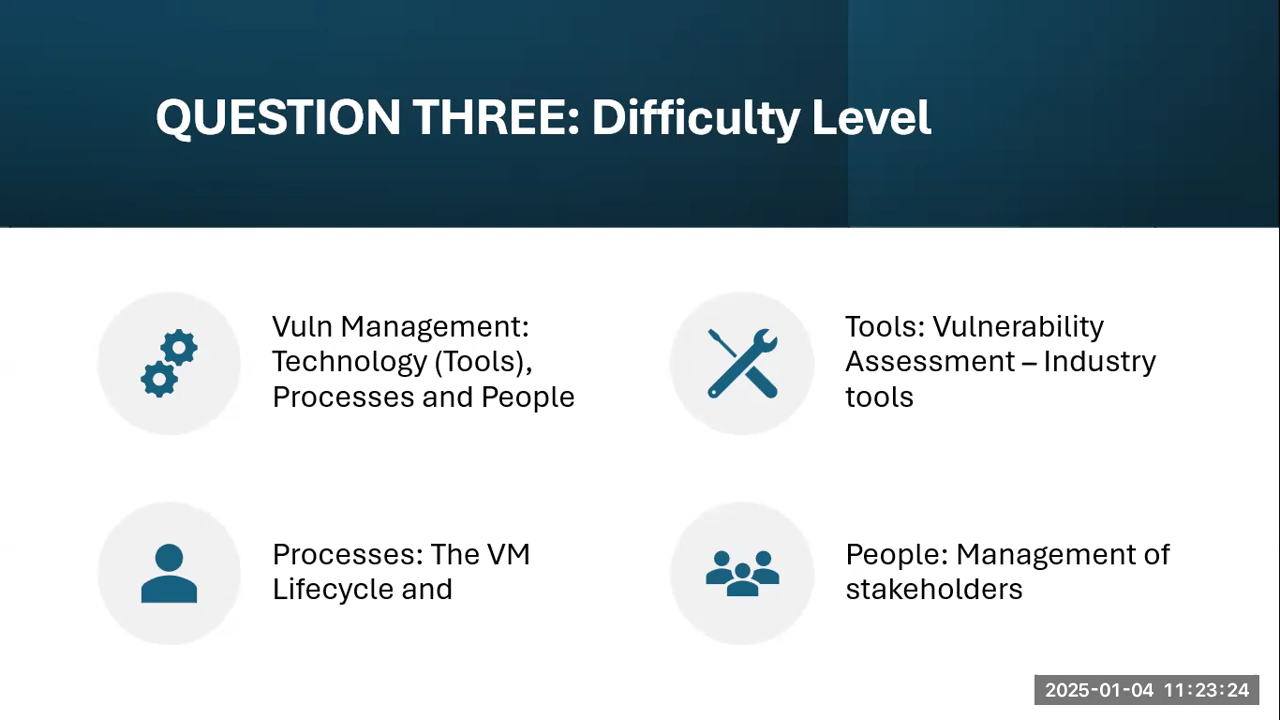 QUESTION THREE: Difficulty Level
Vuln Management:
Technology (Tools),
Processes and People
Tools: Vulnerability
Assessment – Industry
tools
Processes: The VM
Lifecycle and
People: Management of
stakeholders
2025-01-04 11:23:24